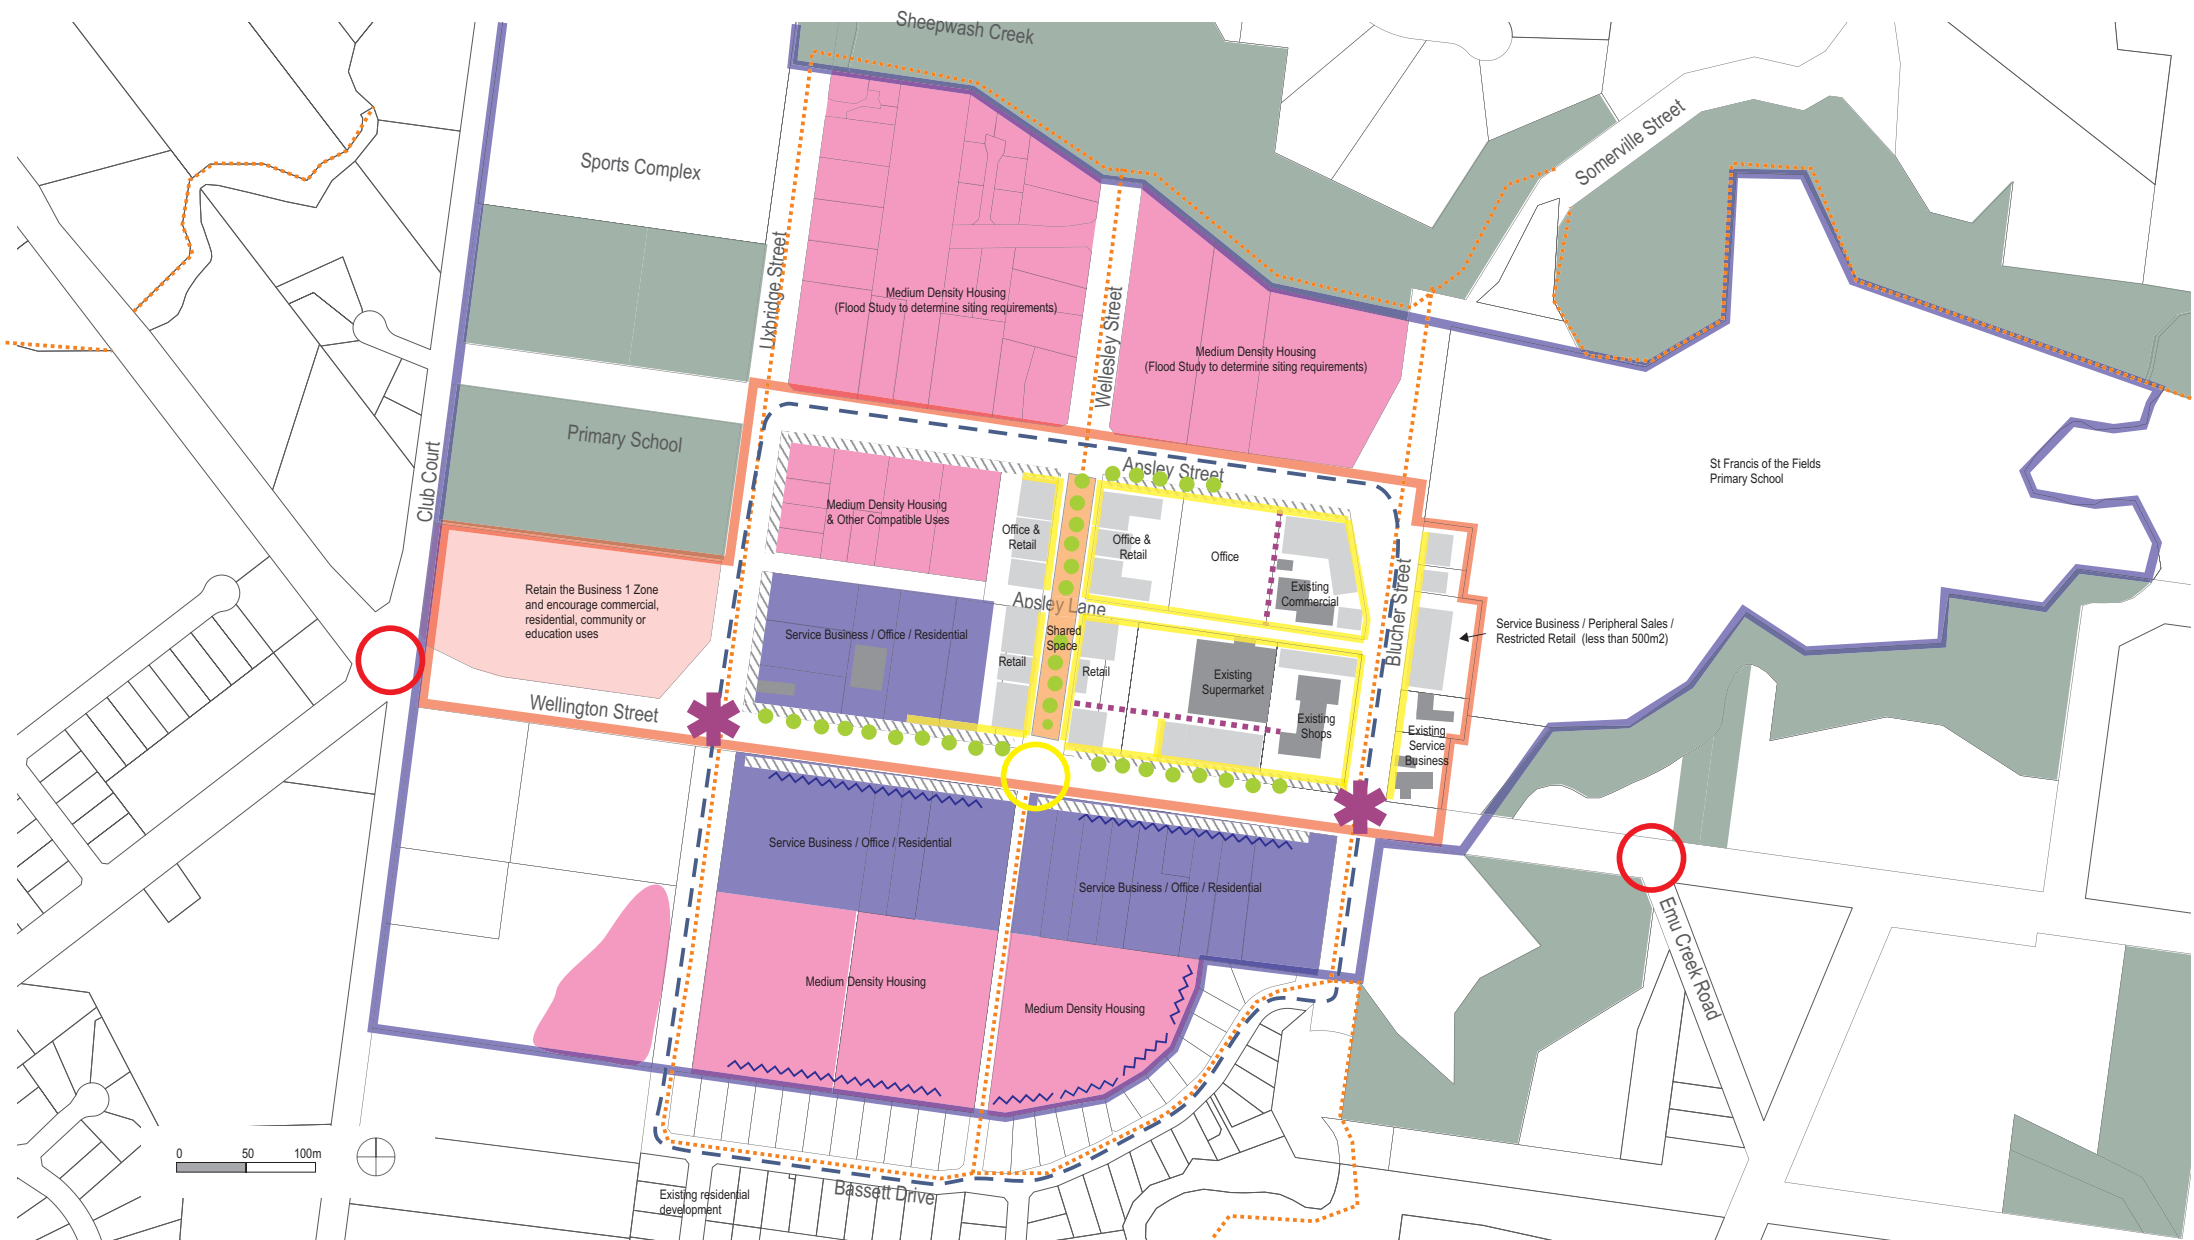 Sheepwash Creek
Somerville Street
Sports Complex
Uxbridge Street
Medium Density Housing
(Flood Study to determine siting requirements)
Wellesley Street
Medium Density Housing
(Flood Study to determine siting requirements)
Primary School
Club Court
Apsley Street
St Francis of the Fields
Primary School
Medium Density Housing
& Other Compatible Uses
Office &
Retail
Office &
Retail
Office
Existing
Commercial
Blucher Street
Retain the Business 1 Zone
and encourage commercial,
residential, community or
education uses
Apsley Lane
Service Business / Office / Residential
Shared
Space
Retail
Retail
Existing
Supermarket
Service Business / Peripheral Sales /
Restricted Retail (less than 500m2)
Wellington Street
Existing
Shops
Existing
Service
Business
Service Business / Office / Residential
Service Business / Office / Residential
Emu Creek Road
Medium Density Housing
Medium Density Housing
0 50 100m
Existing residential
development
Bassett Drive